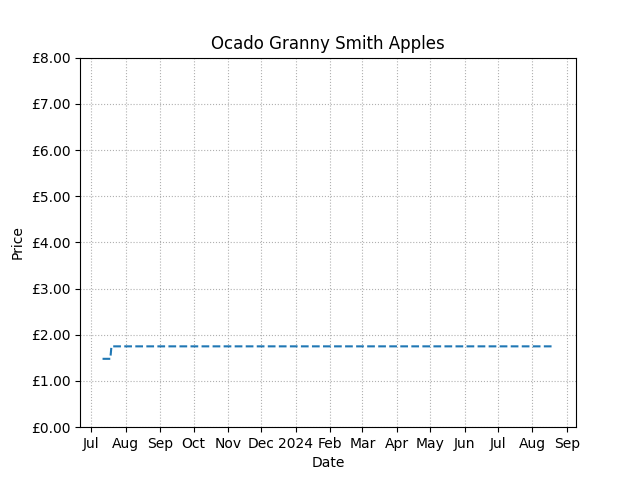 Ocado Granny Smith Apples
£8.00
£7.00
£6.00
£5.00
£4.00
£3.00
£2.00
£1.00
£0.00
Price
Jul Aug Sep Oct Nov Dec 2024 Feb Mar Apr May Jun Jul Aug Sep
Date